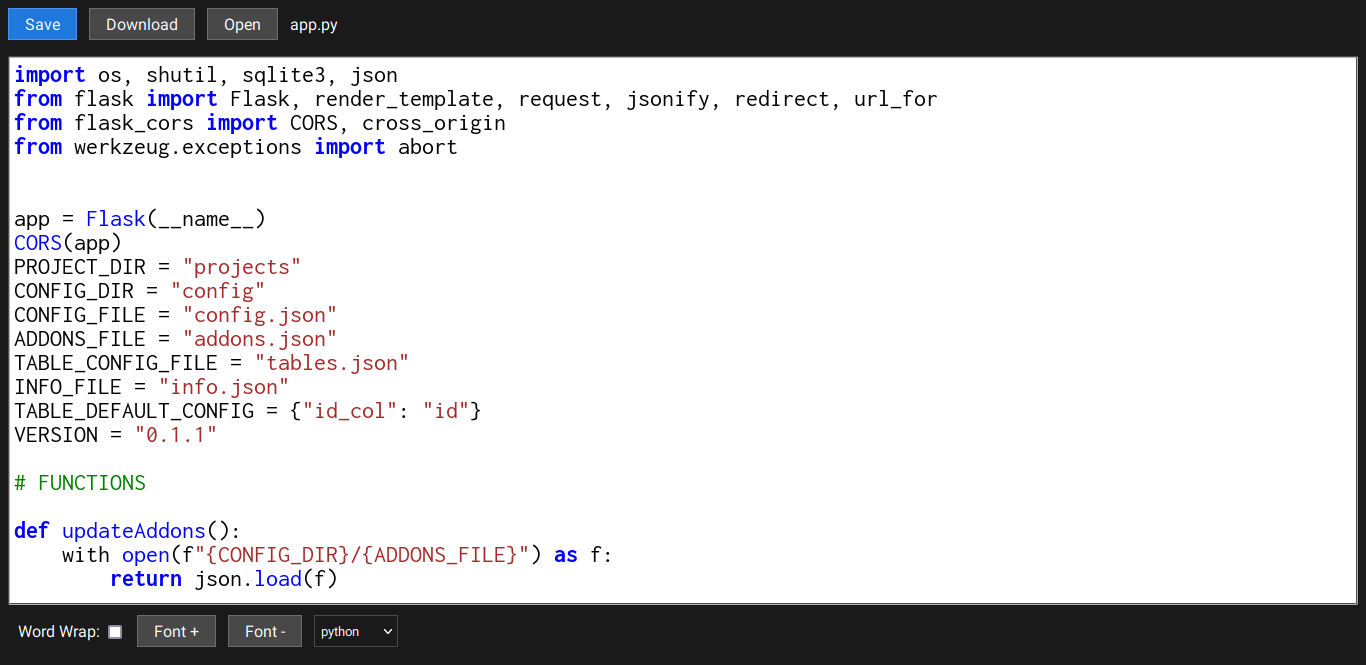 Save Download Open app.py
import os, shutil, sqlite3, json
from flask import Flask, render_template, request, jsonify, redirect, url_for
from flask_cors import CORS, cross_origin
from werkzeug.exceptions import abort
app = Flask(__name__)
CORS(app)
PROJECT_DIR = "projects"
CONFIG_DIR = "config"
CONFIG_FILE = "config.json"
ADDONS_FILE = "addons.json"
TABLE_CONFIG_FILE = "tables.json"
INFO_FILE = "info.json"
TABLE_DEFAULT_CONFIG = {"id_col": "id"}
VERSION = "0.1.1"
# FUNCTIONS
def updateAddons():
    with open(f"{CONFIG_DIR}/{ADDONS_FILE}") as f:
        return json.load(f)
Word Wrap: Font + Font - python